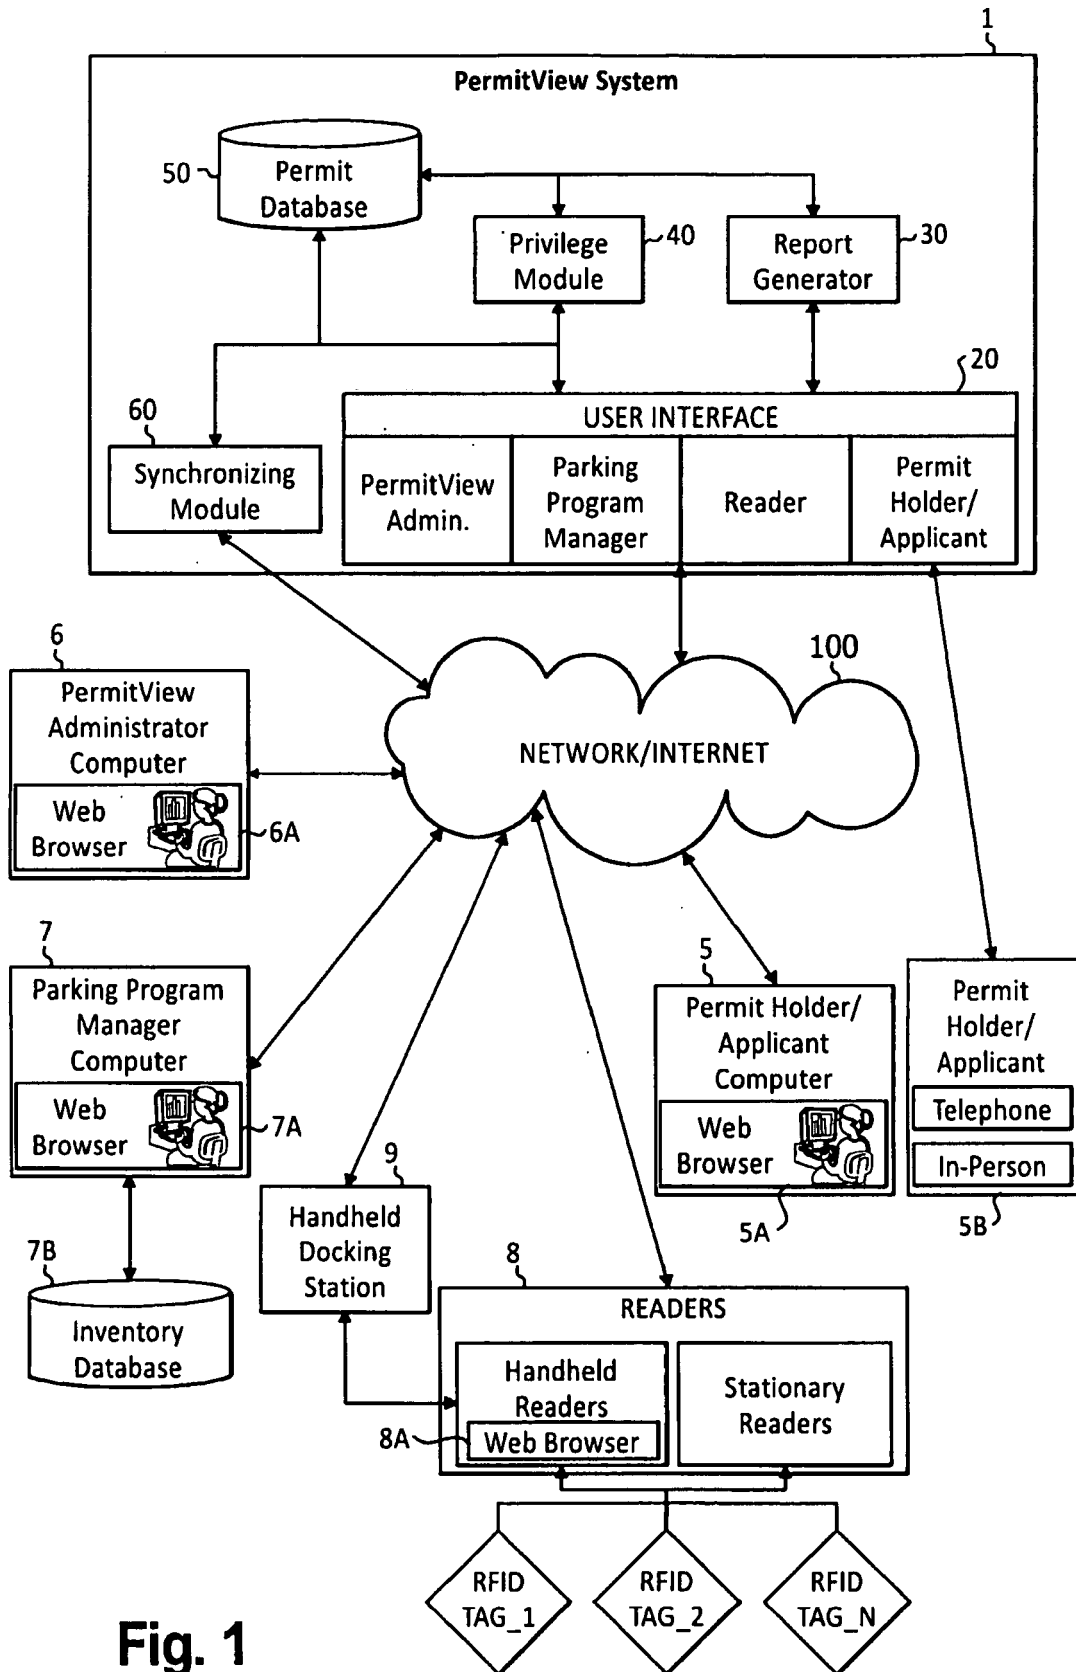 1
PermitView System
50
Permit
Database
Privilege
Module
40
Report
Generator
30
20
USER INTERFACE
PermitView
Admin.
Parking
Program
Manager
Reader
Permit
Holder/
Applicant
60
Synchronizing
Module
100
NETWORK/INTERNET
6
PermitView
Administrator
Computer
Web
Browser
6A
7
Parking Program
Manager
Computer
Web
Browser
7A
7B
Inventory
Database
9
Handheld
Docking
Station
5
Permit Holder/
Applicant
Computer
Web
Browser
5A
Permit
Holder/
Applicant
Telephone
In-Person
5B
8
READERS
Handheld
Readers
8A
Web Browser
Stationary
Readers
RFID
TAG_1
RFID
TAG_2
RFID
TAG_N
Fig. 1